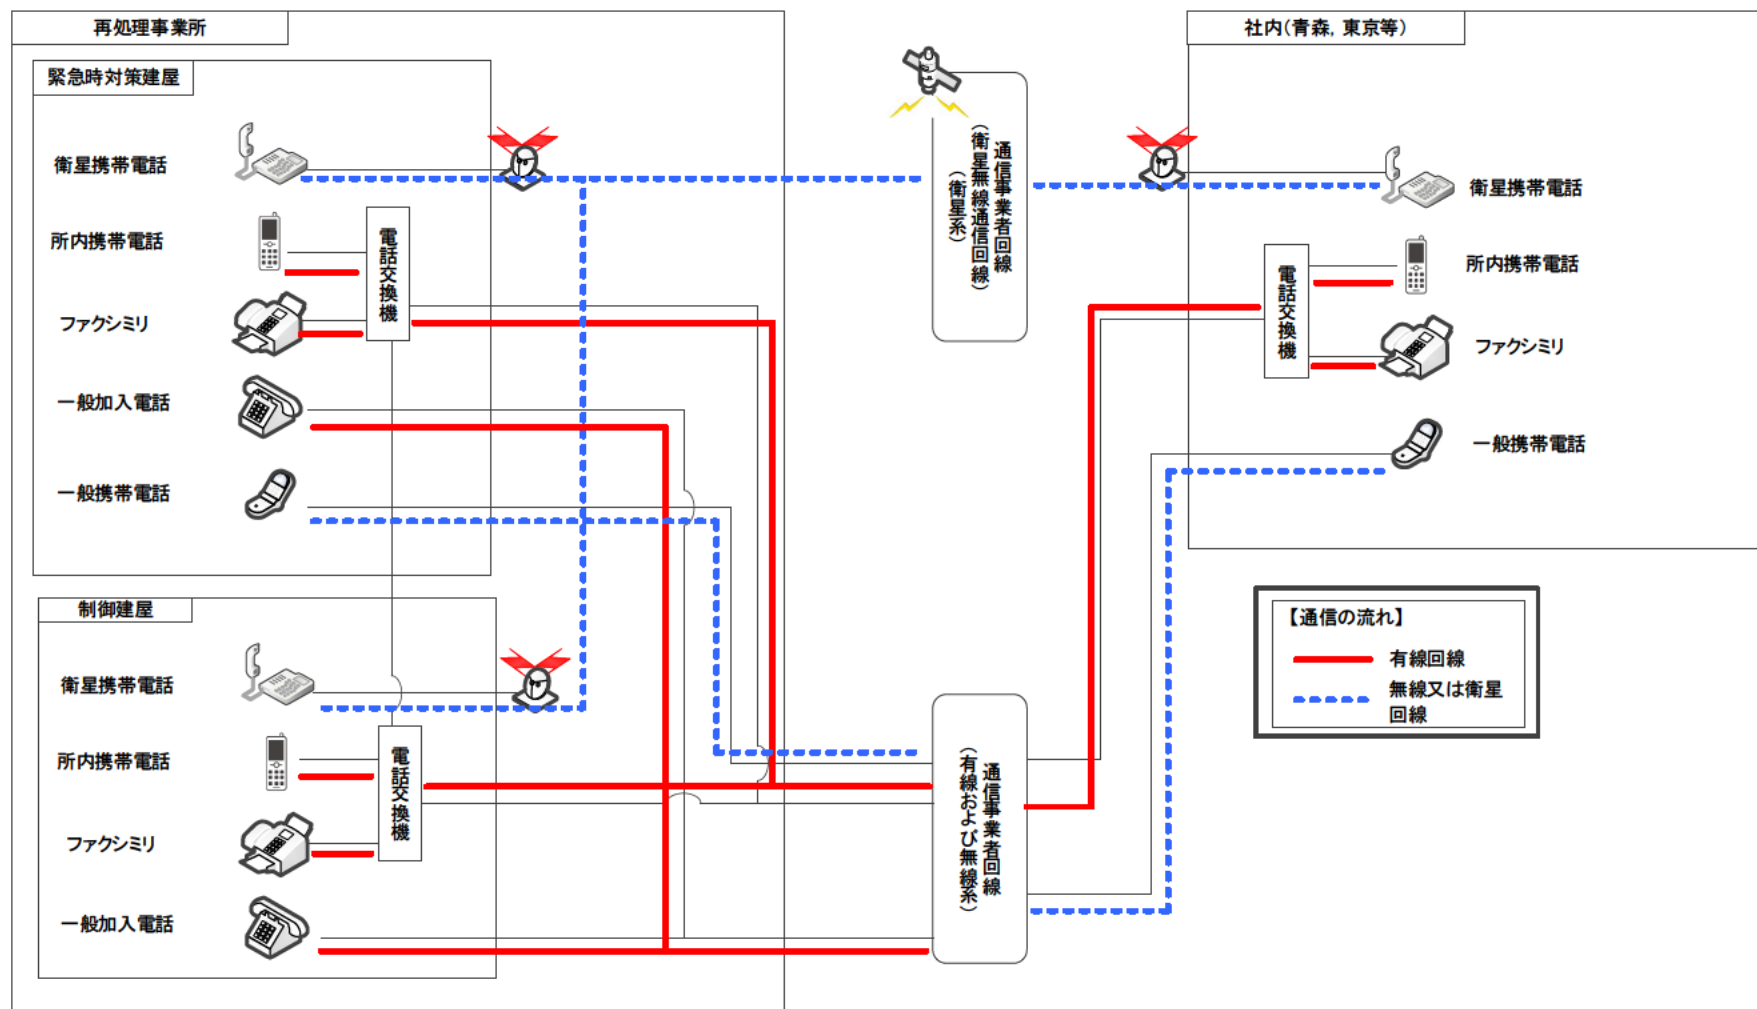 再処理事業所
緊急時対策建屋
衛星携帯電話
所内携帯電話
ファクシミリ
一般加入電話
一般携帯電話
電話交換機
制御建屋
衛星携帯電話
所内携帯電話
ファクシミリ
一般加入電話
電話交換機
通信事業者回線
（衛星無線通信回線）
（衛星系）
通信事業者回線
（有線および無線系）
社内（青森，東京等）
衛星携帯電話
所内携帯電話
ファクシミリ
一般携帯電話
電話交換機
【通信の流れ】
有線回線
無線又は衛星
回線